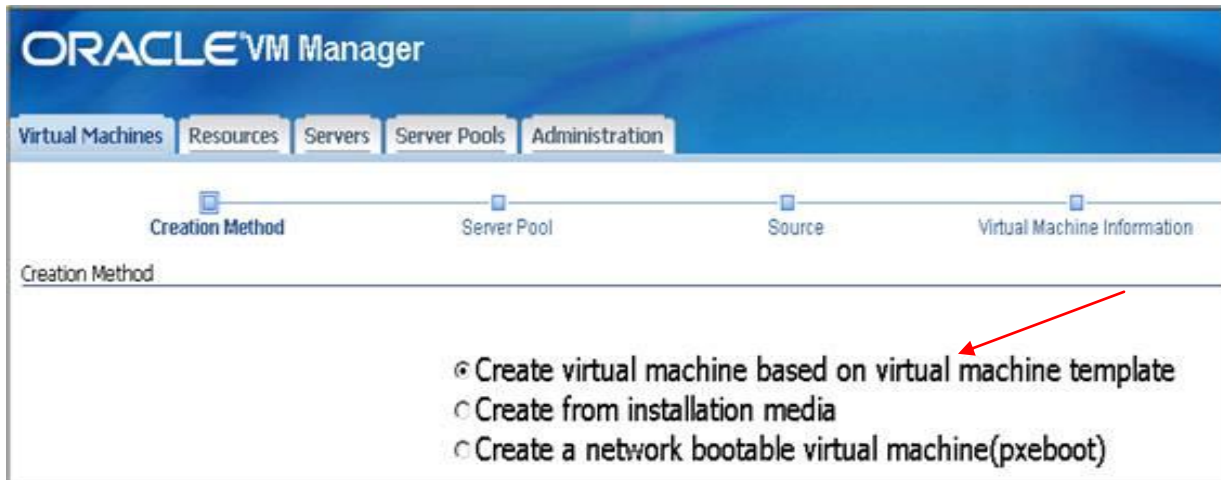 ORACLE VM Manager
Virtual Machines Resources Servers Server Pools Administration
Creation Method Server Pool Source Virtual Machine Information
Creation Method
Create virtual machine based on virtual machine template
Create from installation media
Create a network bootable virtual machine(pxeboot)